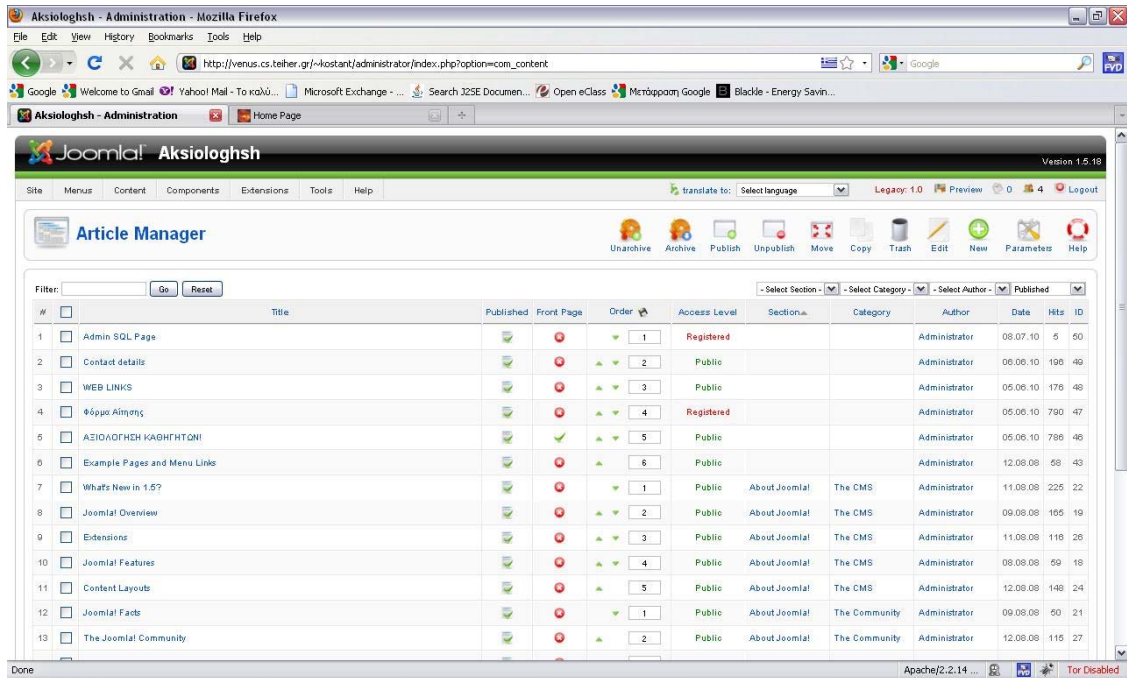 Aksiologhsh - Administration - Mozilla Firefox
File Edit View History Bookmarks Tools Help
http://venus.cs.teiher.gr/~kostant/administrator/index.php?option=com_content
Google
FVD
Google Welcome to Gmail Yahoo! Mail - Το καλύ... Microsoft Exchange - ... Search J2SE Documen... Open eClass Μετάφραση Google Blackle - Energy Savin...
Aksiologhsh - Administration Home Page
Joomla! Aksiologhsh Version 1.5.18
Site Menus Content Components Extensions Tools Help translate to: Select language Legacy: 1.0 Preview 0 4 Logout
Article Manager Unarchive Archive Publish Unpublish Move Copy Trash Edit New Parameters Help
Filter: Go Reset - Select Section - - Select Category - - Select Author - Published
# Title Published Front Page Order Access Level Section Category Author Date Hits ID
1 Admin SQL Page 1 Registered Administrator 08.07.10 5 50
2 Contact details 2 Public Administrator 06.06.10 196 49
3 WEB LINKS 3 Public Administrator 05.06.10 176 48
4 Φόρμα Αίτησης 4 Registered Administrator 05.06.10 790 47
5 ΑΞΙΟΛΟΓΗΣΗ ΚΑΘΗΓΗΤΩΝ! 5 Public Administrator 05.06.10 786 46
6 Example Pages and Menu Links 6 Public Administrator 12.08.08 58 43
7 What's New in 1.5? 1 Public About Joomla! The CMS Administrator 11.08.08 225 22
8 Joomla! Overview 2 Public About Joomla! The CMS Administrator 09.08.08 165 19
9 Extensions 3 Public About Joomla! The CMS Administrator 11.08.08 116 26
10 Joomla! Features 4 Public About Joomla! The CMS Administrator 08.08.08 59 18
11 Content Layouts 5 Public About Joomla! The CMS Administrator 12.08.08 148 24
12 Joomla! Facts 1 Public About Joomla! The Community Administrator 09.08.08 50 21
13 The Joomla! Community 2 Public About Joomla! The Community Administrator 12.08.08 115 27
Done Apache/2.2.14 ... FVD Tor Disabled